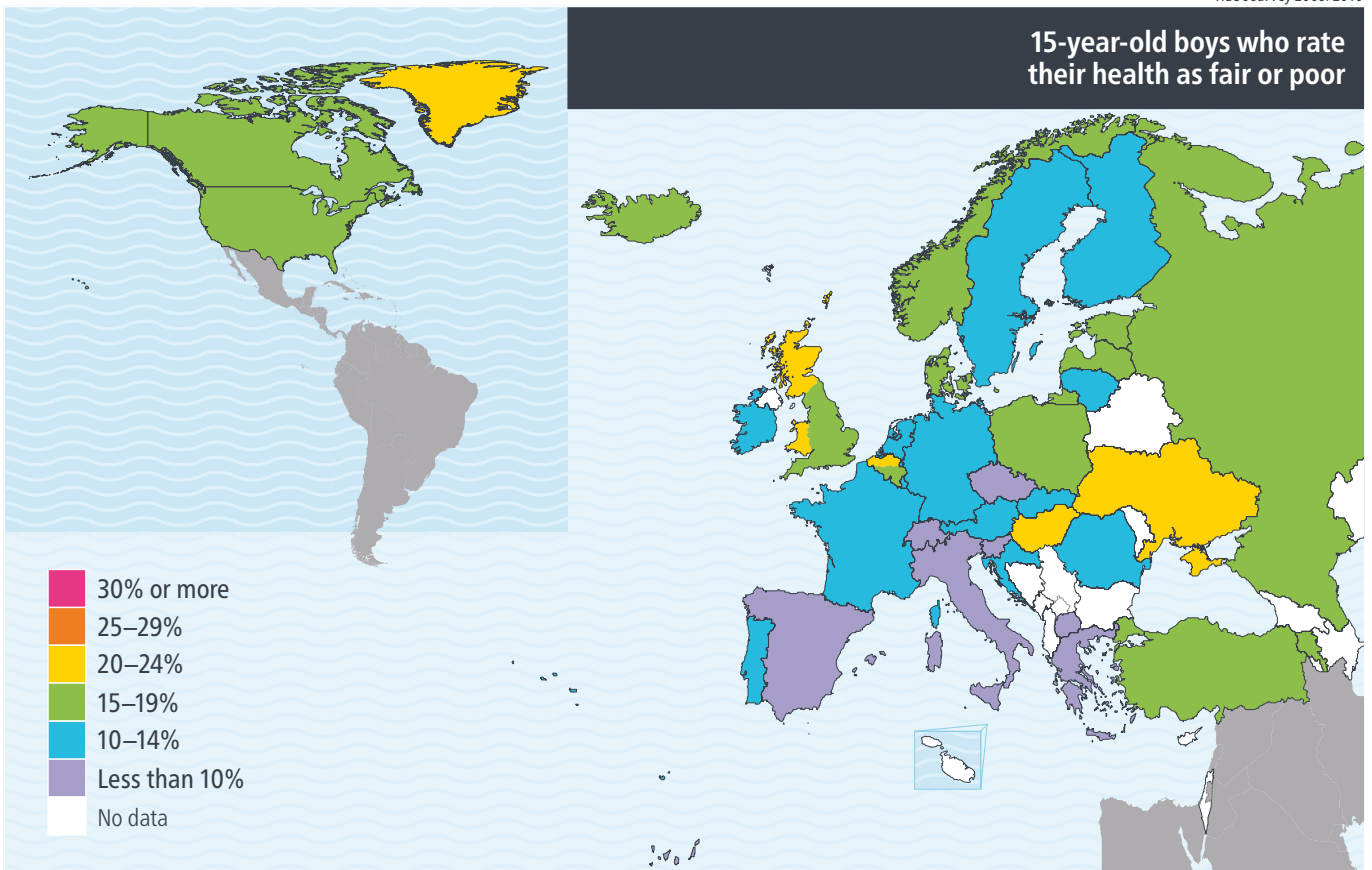 15-year-old boys who rate
their health as fair or poor
30% or more
25–29%
20–24%
15–19%
10–14%
Less than 10%
No data